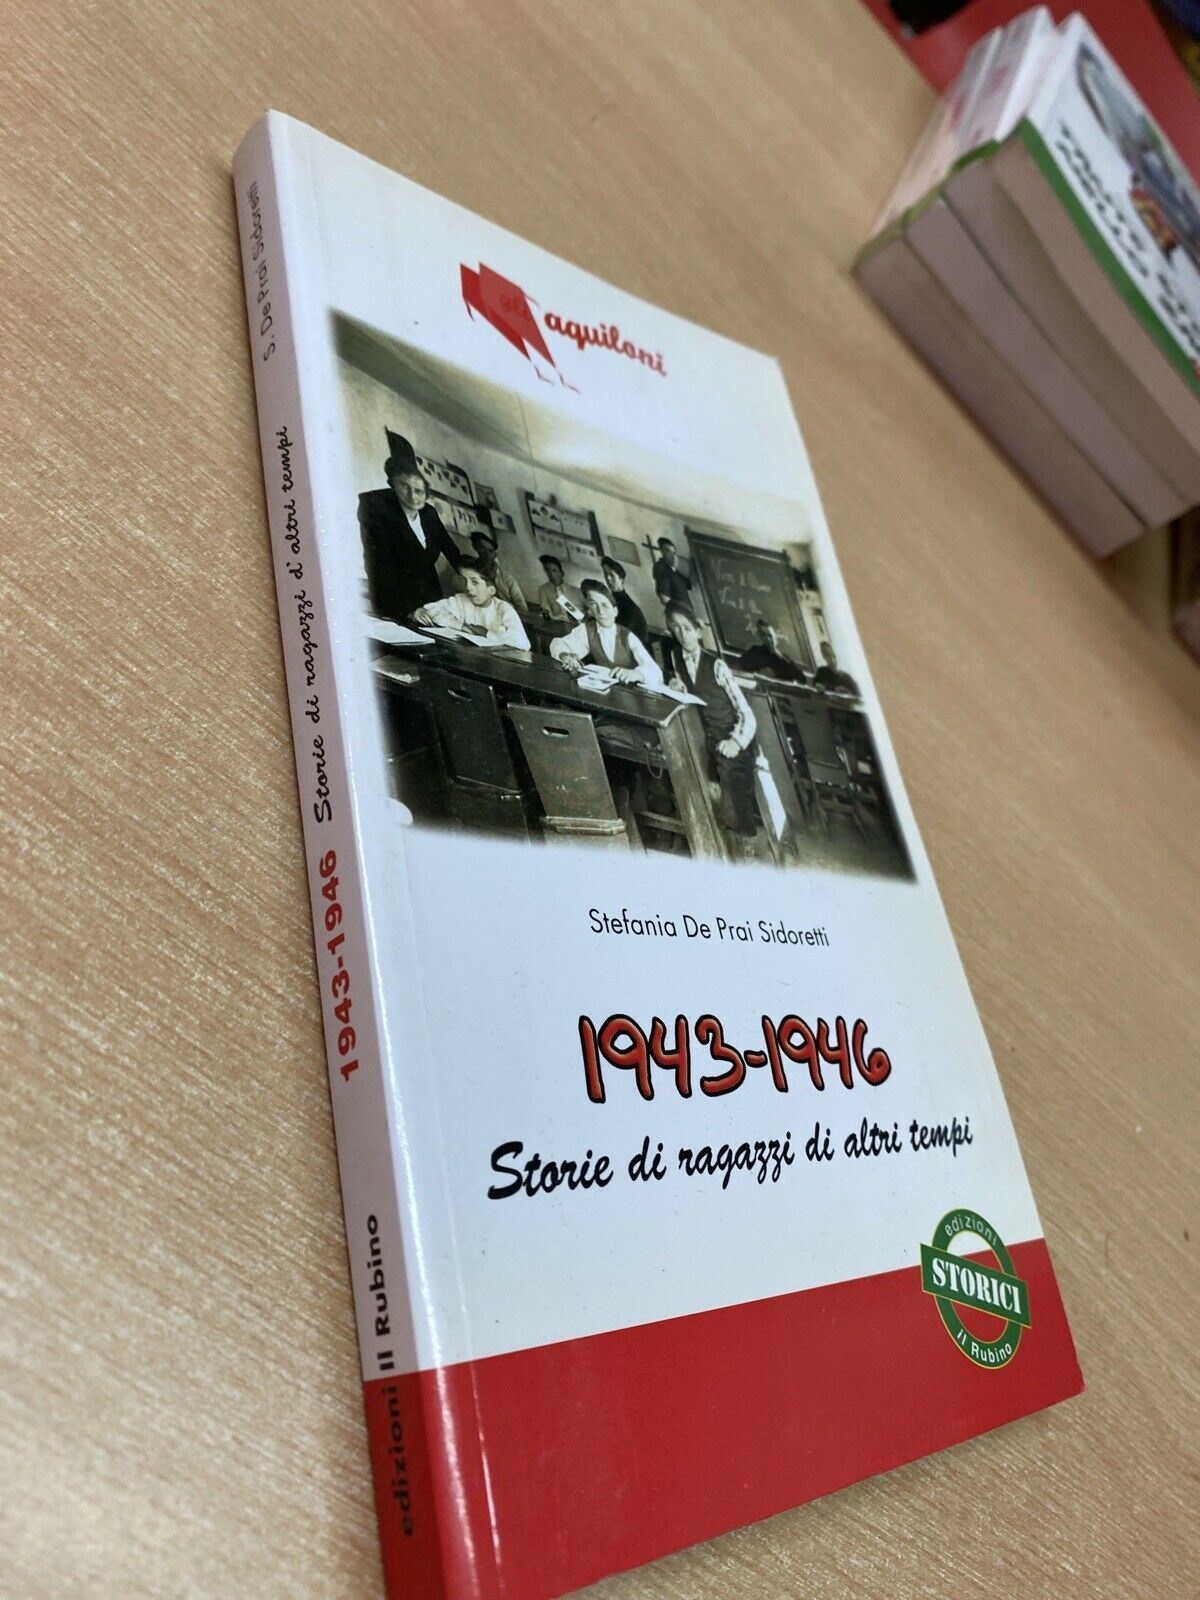 gli aquiloni
Stefania De Prai Sidoretti
1943-1946
Storie di ragazzi di altri tempi
edizioni
STORICI
il Rubino
S. De Prai Sidoretti
1943-1946 Storie di ragazzi d'altri tempi
edizioni Il Rubino